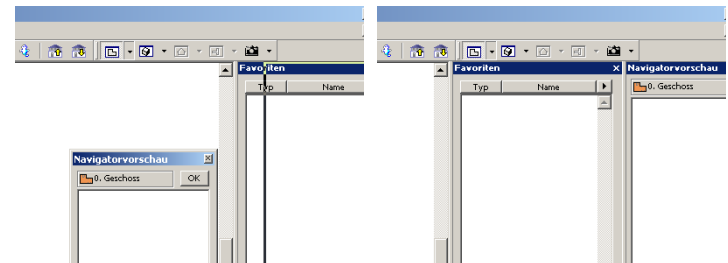 Favoriten
Typ Name
Navigatorvorschau
0. Geschoss OK
Favoriten Navigatorvorschau
Typ Name 0. Geschoss